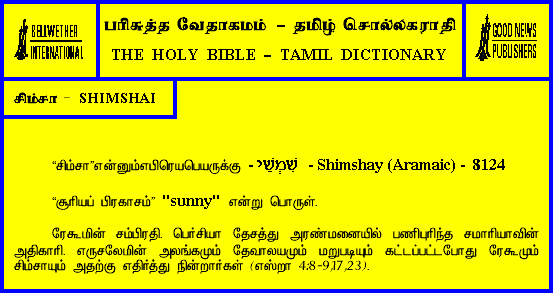 BELLWETHER
INTERNATIONAL
பரிசுத்த வேதாகமம் – தமிழ் சொல்லகராதி
THE HOLY BIBLE – TAMIL DICTIONARY
GOOD NEWS
PUBLISHERS
சிம்சா - SHIMSHAI
“சிம்சா”என்னும்எபிரெயபெயருக்கு - שִׁמְשַׁי - Shimshay (Aramaic) - 8124
“சூரியப் பிரகாசம்” "sunny" என்று பொருள்.
ரேகூமின் சம்பிரதி. பெர்சியா தேசத்து அரண்மனையில் பணிபுரிந்த சமாரியாவின்
அதிகாரி. எருசலேமின் அலங்கமும் தேவாலயமும் மறுபடியும் கட்டப்பட்டபோது ரேகூமும்
சிம்சாயும் அதற்கு எதிர்த்து நின்றார்கள் (எஸ்றா 4:8-9,17,23).